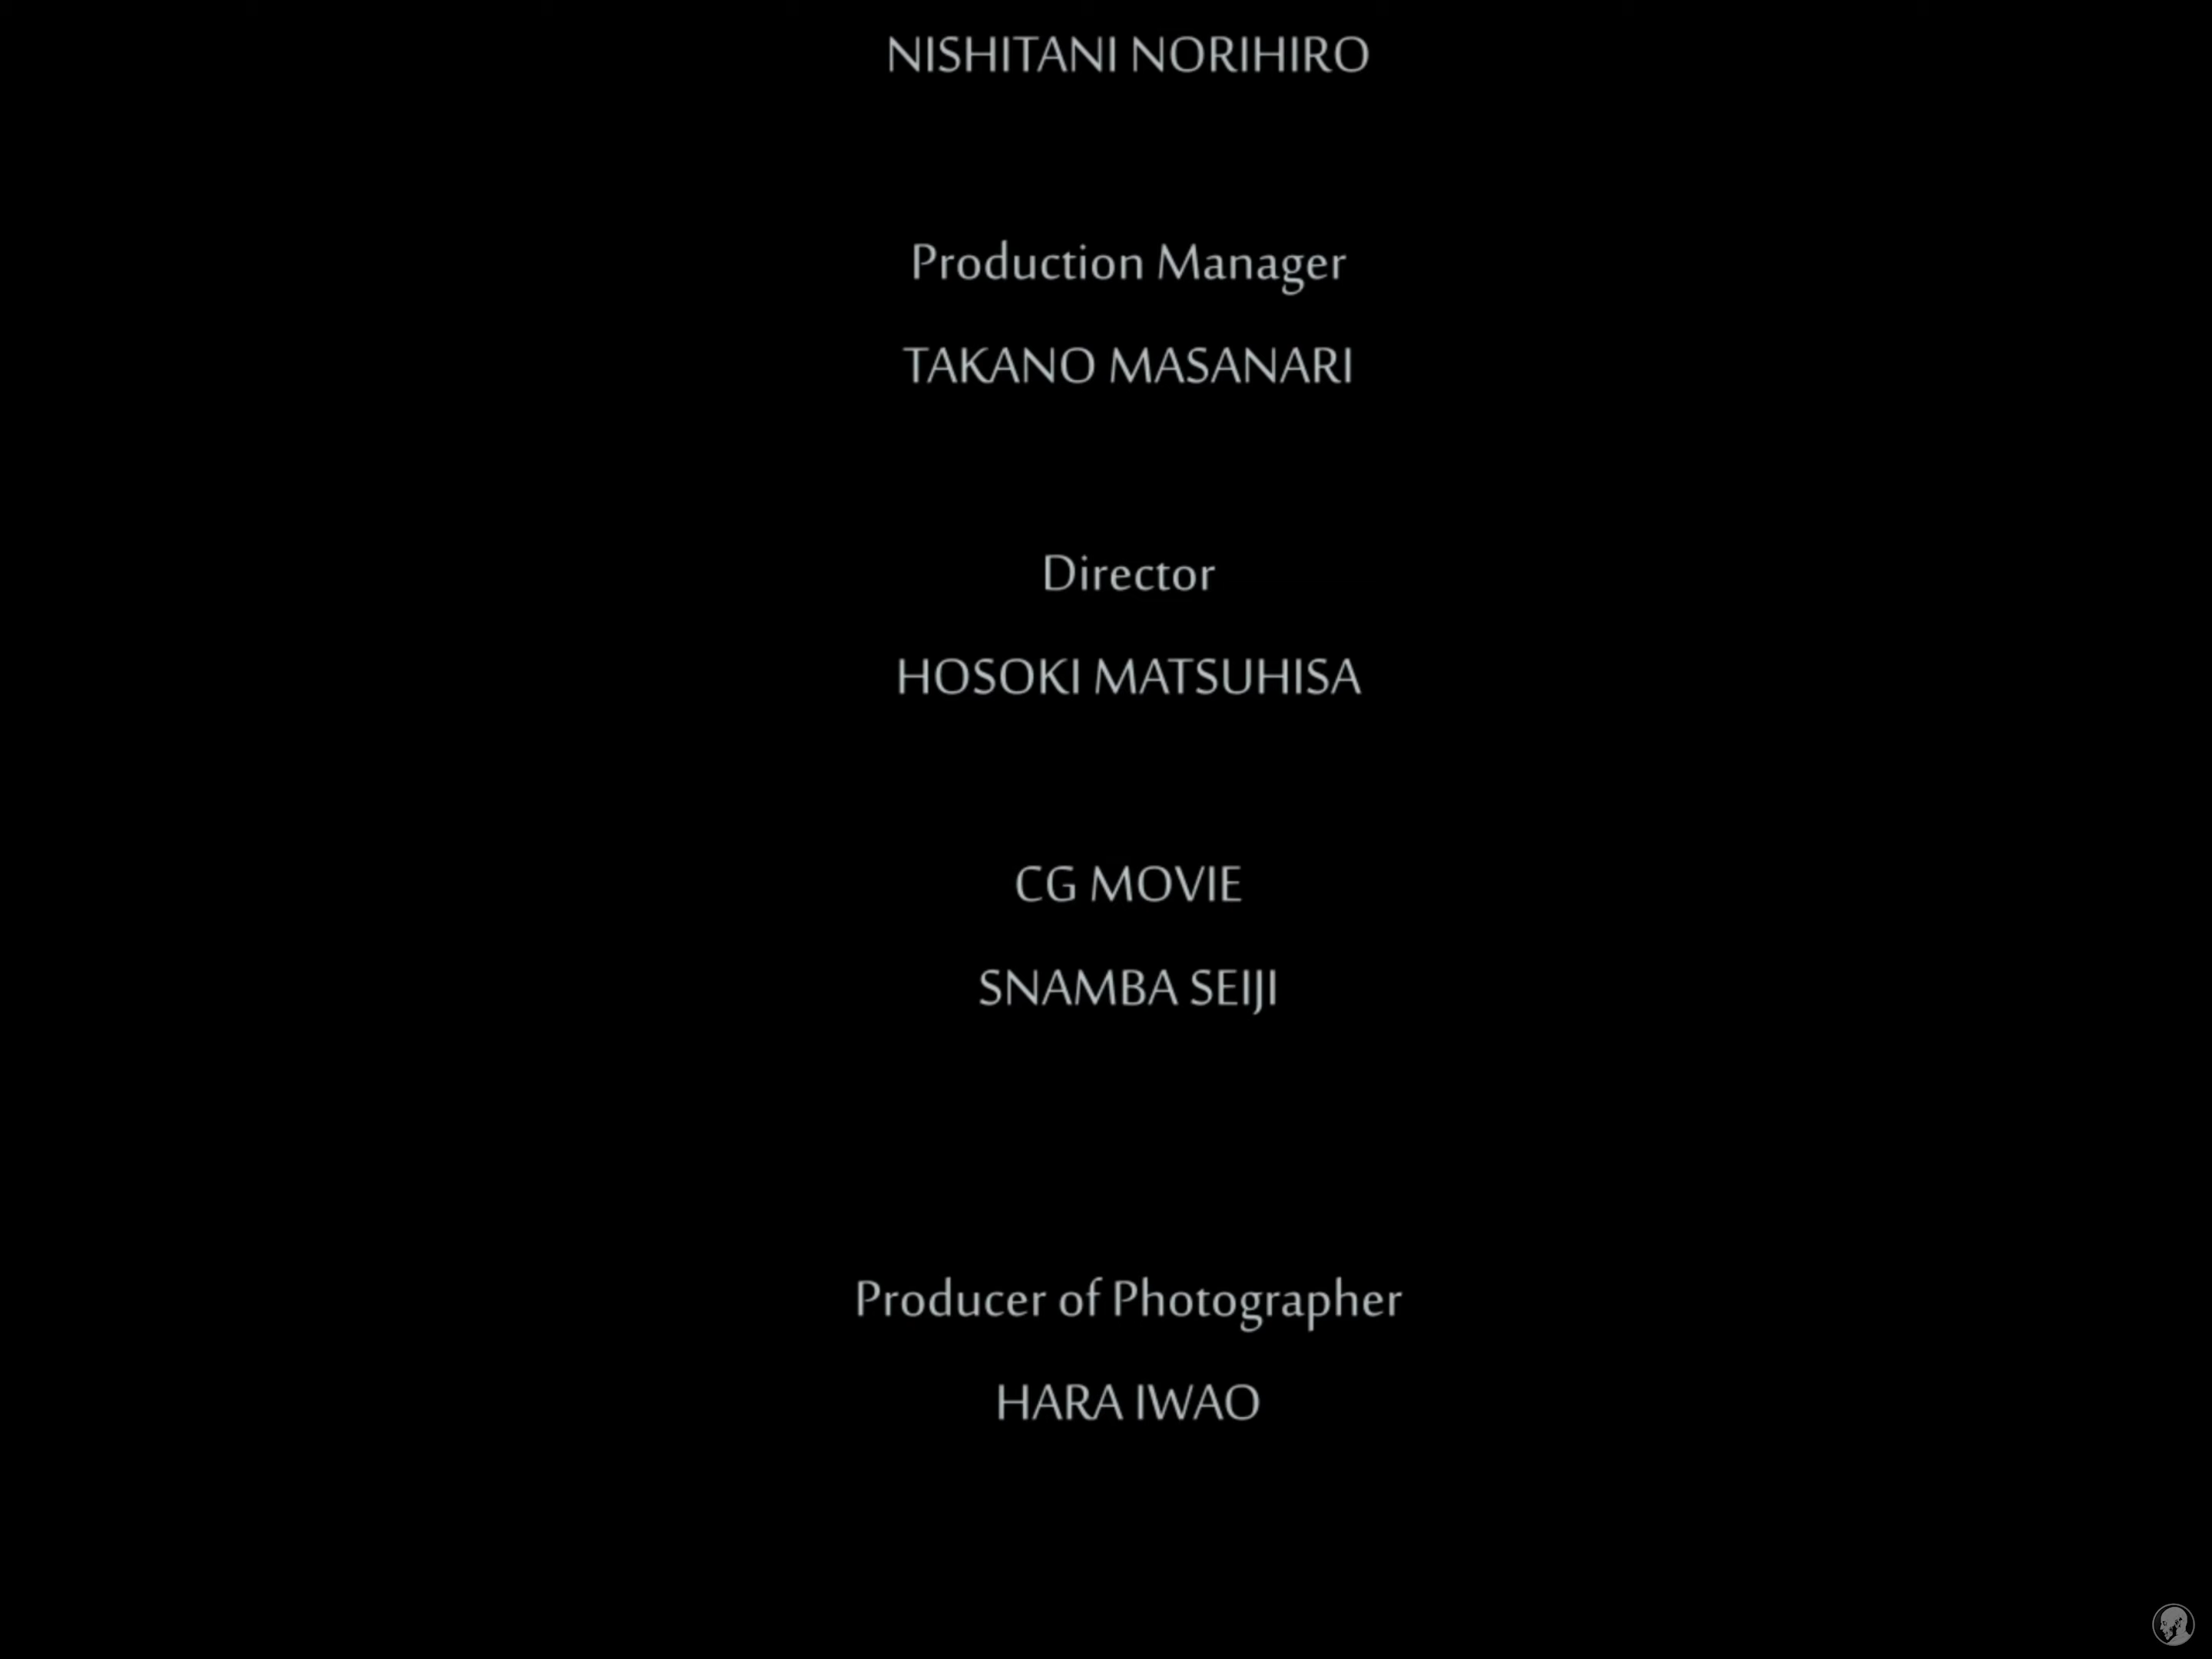 NISHITANI NORIHIRO
Production Manager
TAKANO MASANARI
Director
HOSOKI MATSUHISA
CG MOVIE
SNAMBA SEIJI
Producer of Photographer
HARA IWAO